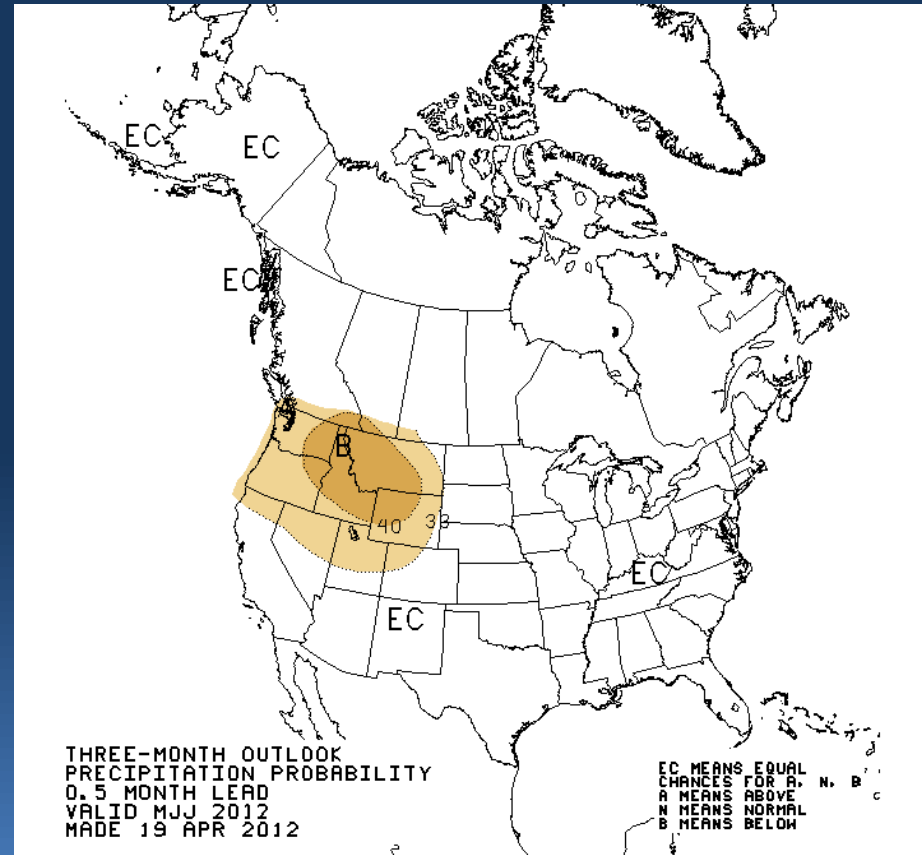 EC
EC
EC
B
40
33
EC
EC
THREE-MONTH OUTLOOK
PRECIPITATION PROBABILITY
0.5 MONTH LEAD
VALID MJJ 2012
MADE 19 APR 2012
EC MEANS EQUAL
CHANCES FOR A, N, B
A MEANS ABOVE
N MEANS NORMAL
B MEANS BELOW